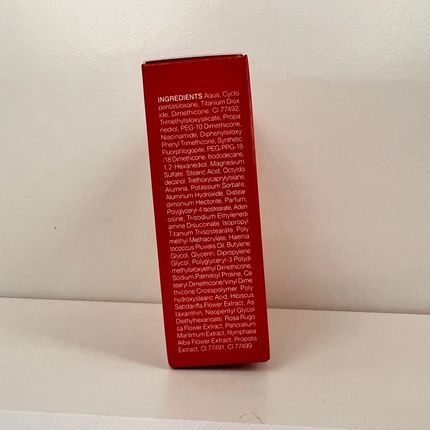 INGREDIENTS Aqua, Cyclo
pentasiloxane, Titanium Diox
ide, Dimethicone, CI 77492,
Trimethylsiloxysilicate, Propa
nediol, PEG-10 Dimethicone,
Niacinamide, Diphenylsiloxy
Phenyl Trimethicone, Synthetic
Fluorphlogopite, PEG/PPG-18
/18 Dimethicone, Isododecane,
1,2-Hexanediol, Magnesium
Sulfate, Stearic Acid, Octyldo
decanol, Triethoxycaprylylsilane,
Alumina, Potassium Sorbate,
Aluminum Hydroxide, Distear
dimonium Hectorite, Parfum,
Polyglyceryl-4 Isostearate, Aden
osine, Trisodium Ethylenedi
amine Disuccinate, Isopropyl
Titanium Triisostearate, Poly
methyl Methacrylate, Haema
tococcus Pluvialis Oil, Butylene
Glycol, Glycerin, Dipropylene
Glycol, Polyglyceryl-3 Polydi
methylsiloxyethyl Dimethicone,
Sodium Palmitoyl Proline, Ce
tearyl Dimethicone/Vinyl Dime
thicone Crosspolymer, Poly
hydroxystearic Acid, Hibiscus
Sabdariffa Flower Extract, As
taxanthin, Neopentyl Glycol
Diethylhexanoate, Rosa Rugo
sa Flower Extract, Pancratium
Maritimum Extract, Nymphaea
Alba Flower Extract, Propolis
Extract, CI 77491, CI 77499